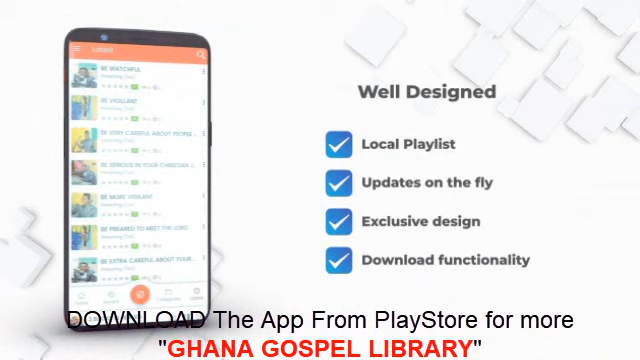 Latest
BE WATCHFUL
BE VIGILLANT
BE VERY CAREFUL ABOUT PEOPLE ...
BE SERIOUS IN YOUR CHRISTIAN J...
BE MORE VIGILANT
BE PREARED TO MEET THE LORD
BE EXTRA CAREFUL ABOUT YOUR ...
Well Designed
Local Playlist
Updates on the fly
Exclusive design
Download functionality
DOWNLOAD The App From PlayStore for more
"GHANA GOSPEL LIBRARY"